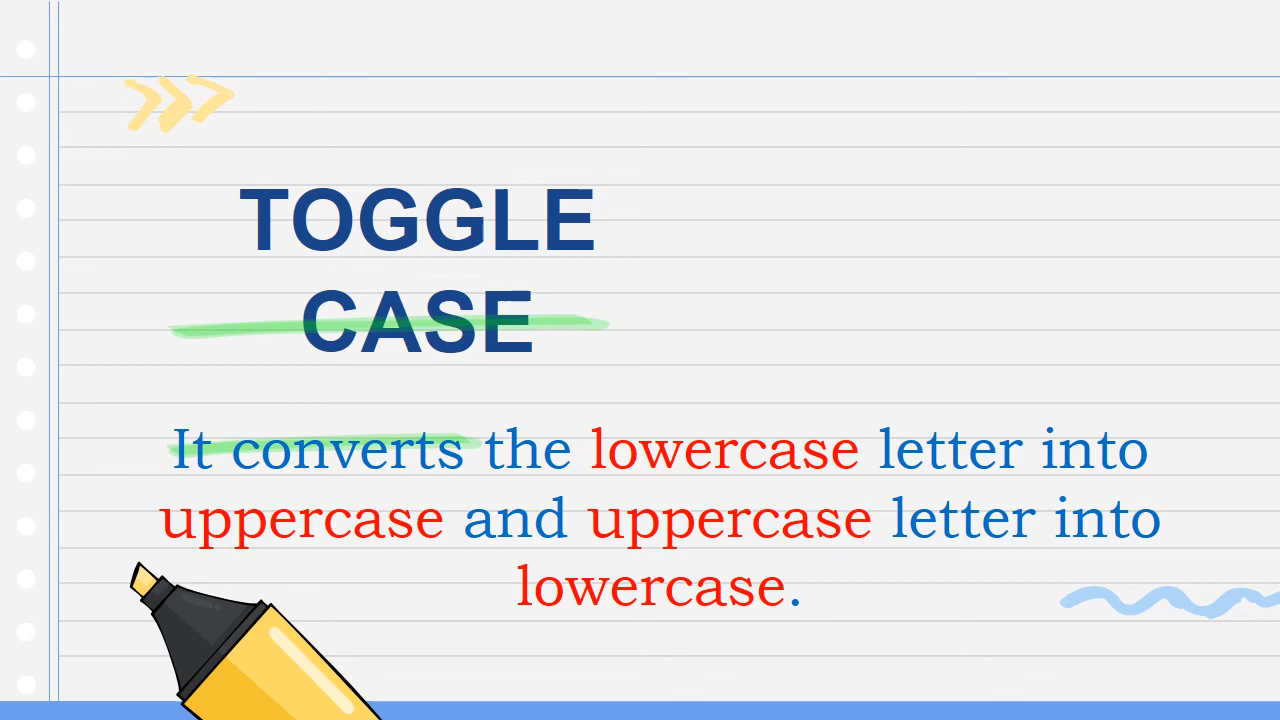 TOGGLE
CASE
It converts the lowercase letter into
uppercase and uppercase letter into
lowercase.